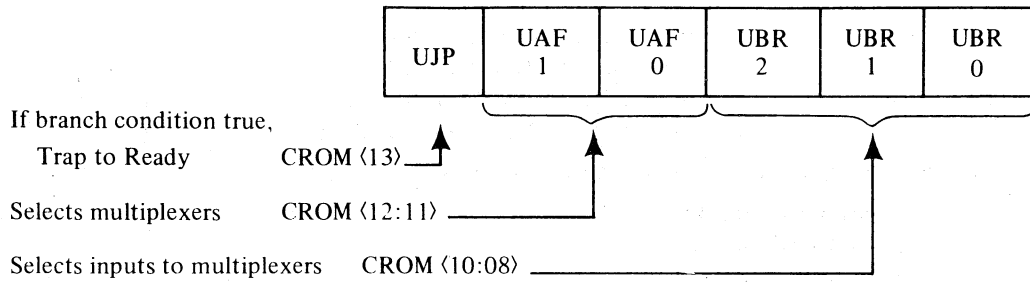 UJP
UAF
1
UAF
0
UBR
2
UBR
1
UBR
0
If branch condition true,
Trap to Ready CROM ⟨13⟩
Selects multiplexers CROM ⟨12:11⟩
Selects inputs to multiplexers CROM ⟨10:08⟩